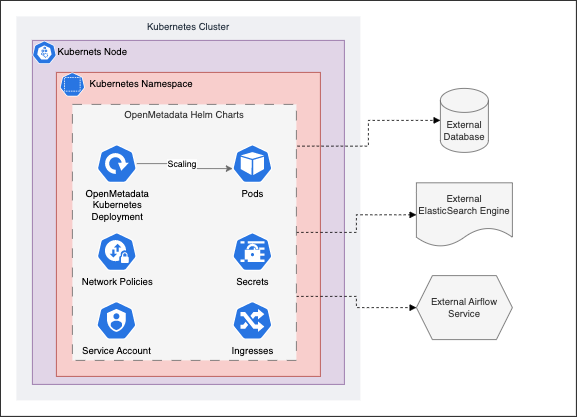 Kubernetes Cluster
Kubernets Node
Kubernetes Namespace
OpenMetadata Helm Charts
Scaling
OpenMetadata
Kubernetes
Deployment
Pods
Network Policies
Secrets
Service Account
Ingresses
External
Database
External
ElasticSearch Engine
External Airflow
Service